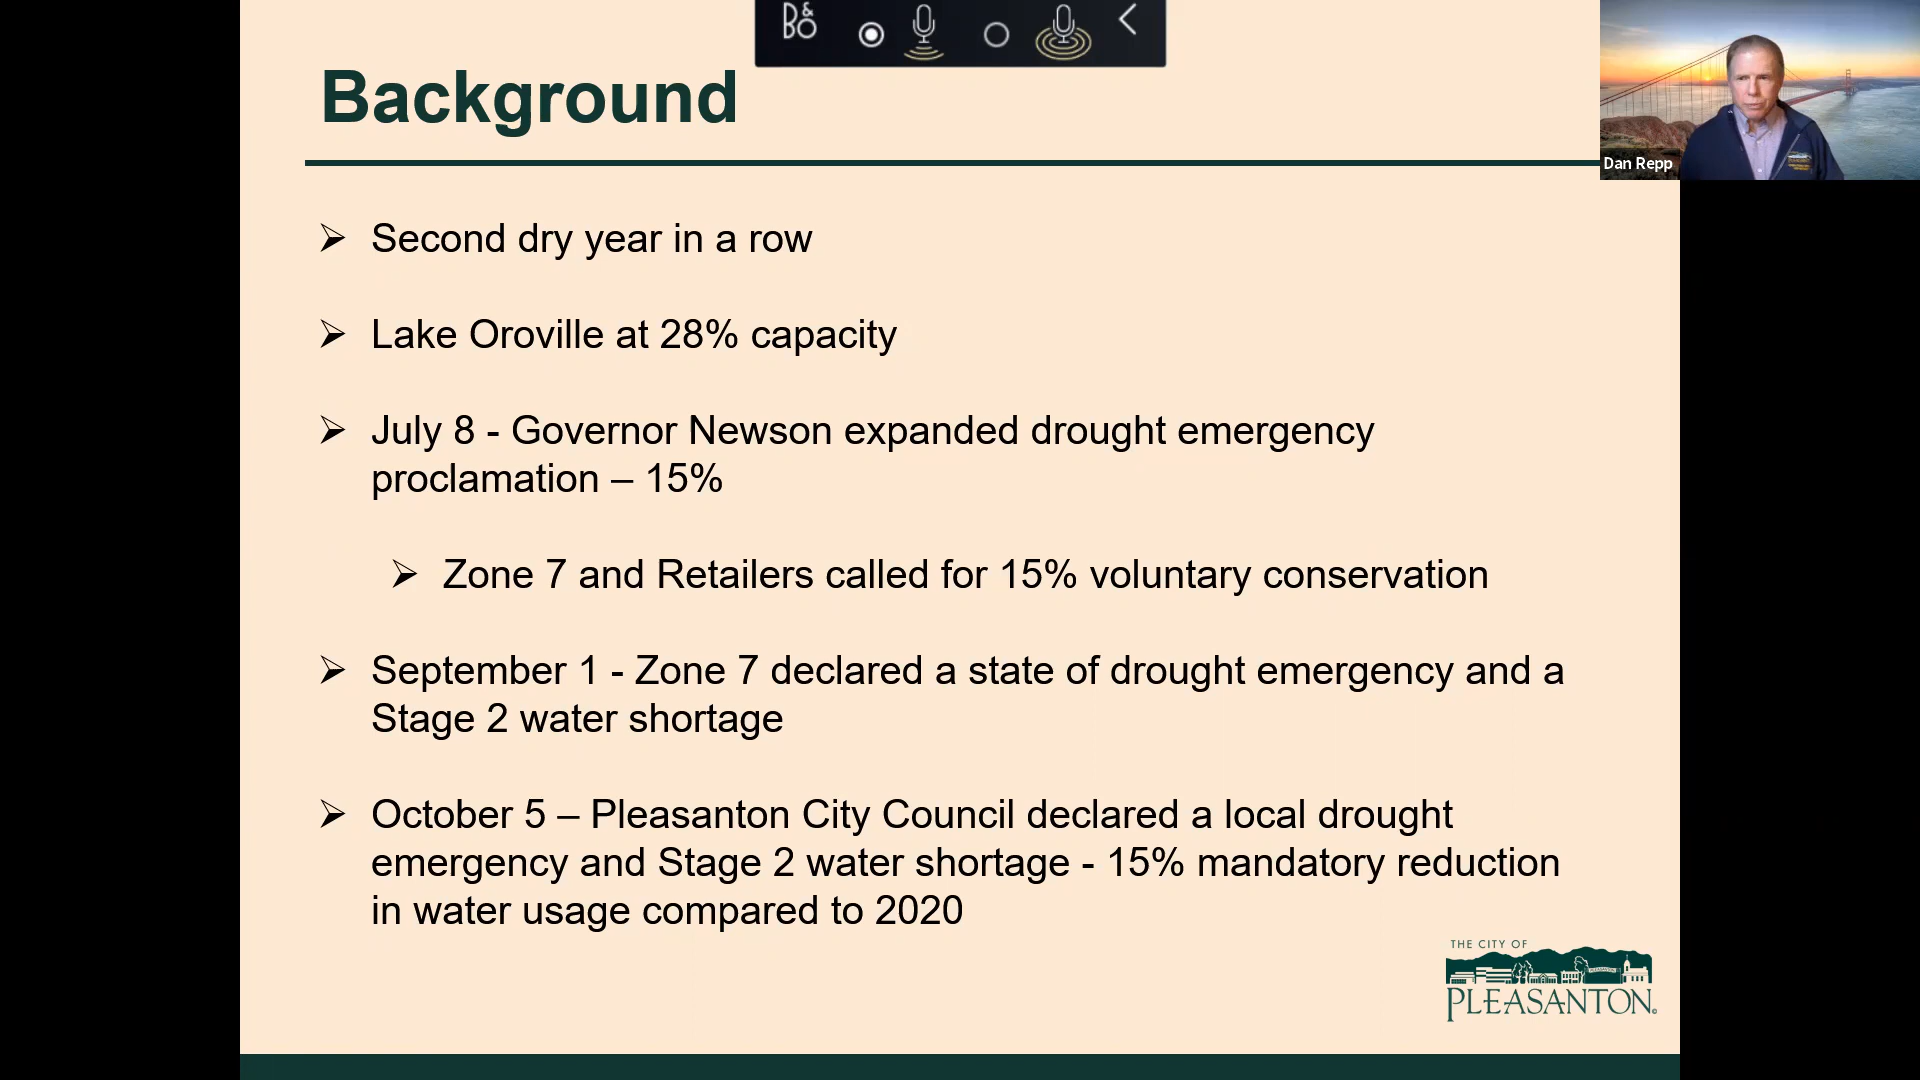 B&O
Background
Dan Repp
➢ Second dry year in a row
➢ Lake Oroville at 28% capacity
➢ July 8 - Governor Newson expanded drought emergency
proclamation – 15%
➢ Zone 7 and Retailers called for 15% voluntary conservation
➢ September 1 - Zone 7 declared a state of drought emergency and a
Stage 2 water shortage
➢ October 5 – Pleasanton City Council declared a local drought
emergency and Stage 2 water shortage - 15% mandatory reduction
in water usage compared to 2020
THE CITY OF
PLEASANTON
PLEASANTON®